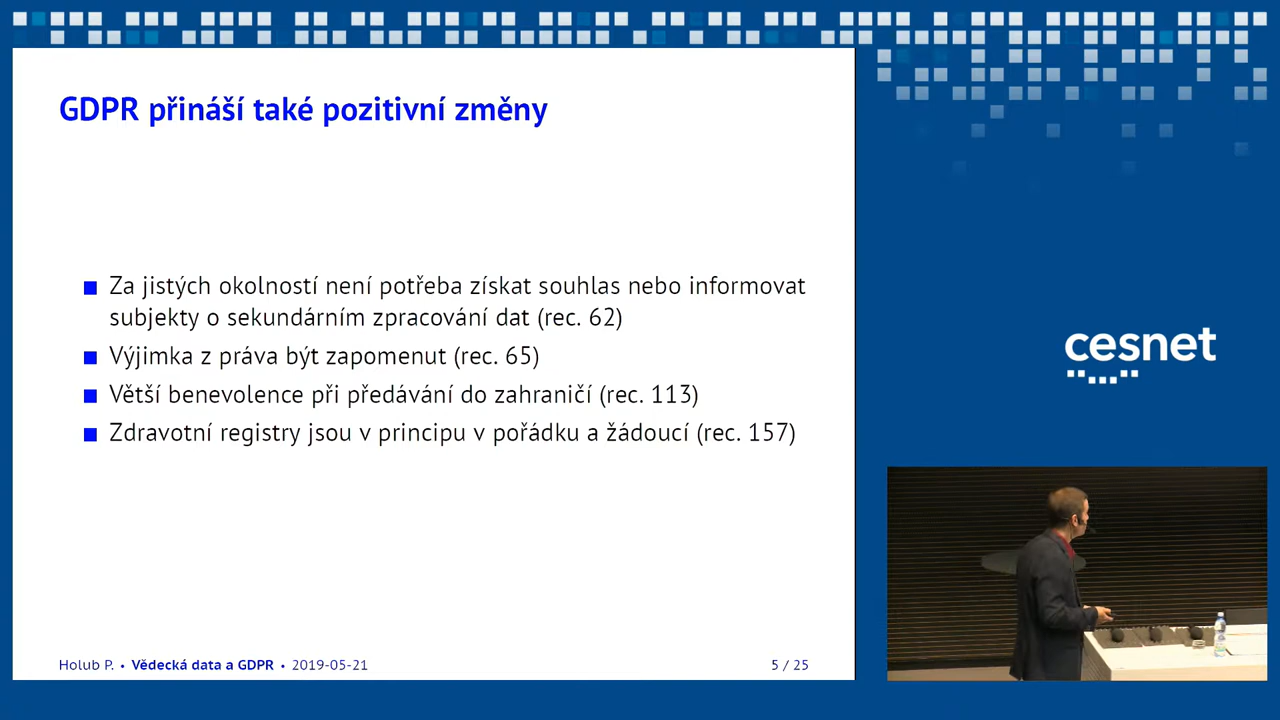 GDPR přináší také pozitivní změny
Za jistých okolností není potřeba získat souhlas nebo informovat
subjekty o sekundárním zpracování dat (rec. 62)
Výjimka z práva být zapomenut (rec. 65)
Větší benevolence při předávání do zahraničí (rec. 113)
Zdravotní registry jsou v principu v pořádku a žádoucí (rec. 157)
Holub P. • Vědecká data a GDPR • 2019-05-21
5 / 25
cesnet